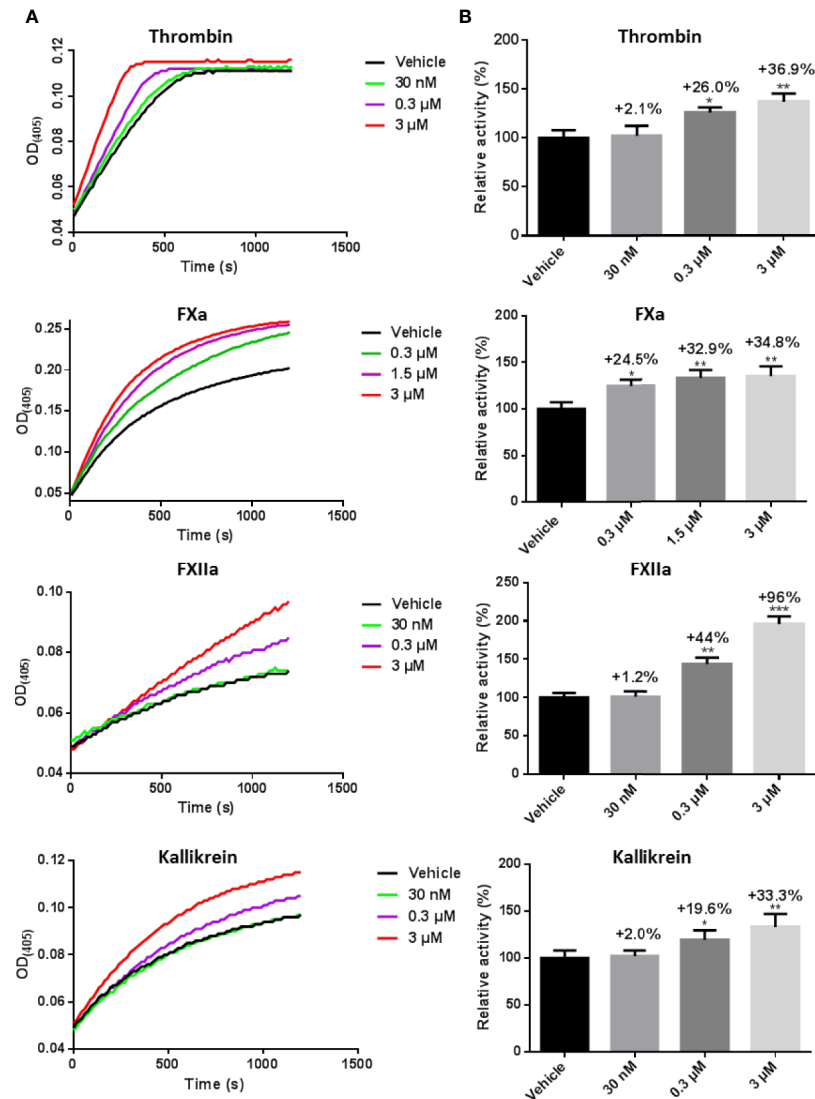 A
Thrombin
OD(405)
0.12
0.10
0.08
0.06
0.04
0
500
1000
1500
Time (s)
Vehicle
30 nM
0.3 µM
3 µM
B
Thrombin
Relative activity (%)
200
150
100
50
0
+2.1%
+26.0%
*
+36.9%
**
Vehicle
30 nM
0.3 µM
3 µM
FXa
OD(405)
0.25
0.20
0.15
0.10
0.05
0
500
1000
1500
Time (s)
Vehicle
0.3 µM
1.5 µM
3 µM
FXa
Relative activity (%)
200
150
100
50
0
+24.5%
*
+32.9%
**
+34.8%
**
Vehicle
0.3 µM
1.5 µM
3 µM
FXIIa
OD(405)
0.10
0.08
0.06
0.04
0
500
1000
1500
Time (s)
Vehicle
30 nM
0.3 µM
3 µM
FXIIa
Relative activity (%)
250
200
150
100
50
0
+1.2%
+44%
**
+96%
***
Vehicle
30 nM
0.3 µM
3 µM
Kallikrein
OD(405)
0.12
0.10
0.08
0.06
0.04
0
500
1000
1500
Time (s)
Vehicle
30 nM
0.3 µM
3 µM
Kallikrein
Relative activity (%)
200
150
100
50
0
+2.0%
+19.6%
*
+33.3%
**
Vehicle
30 nM
0.3 µM
3 µM